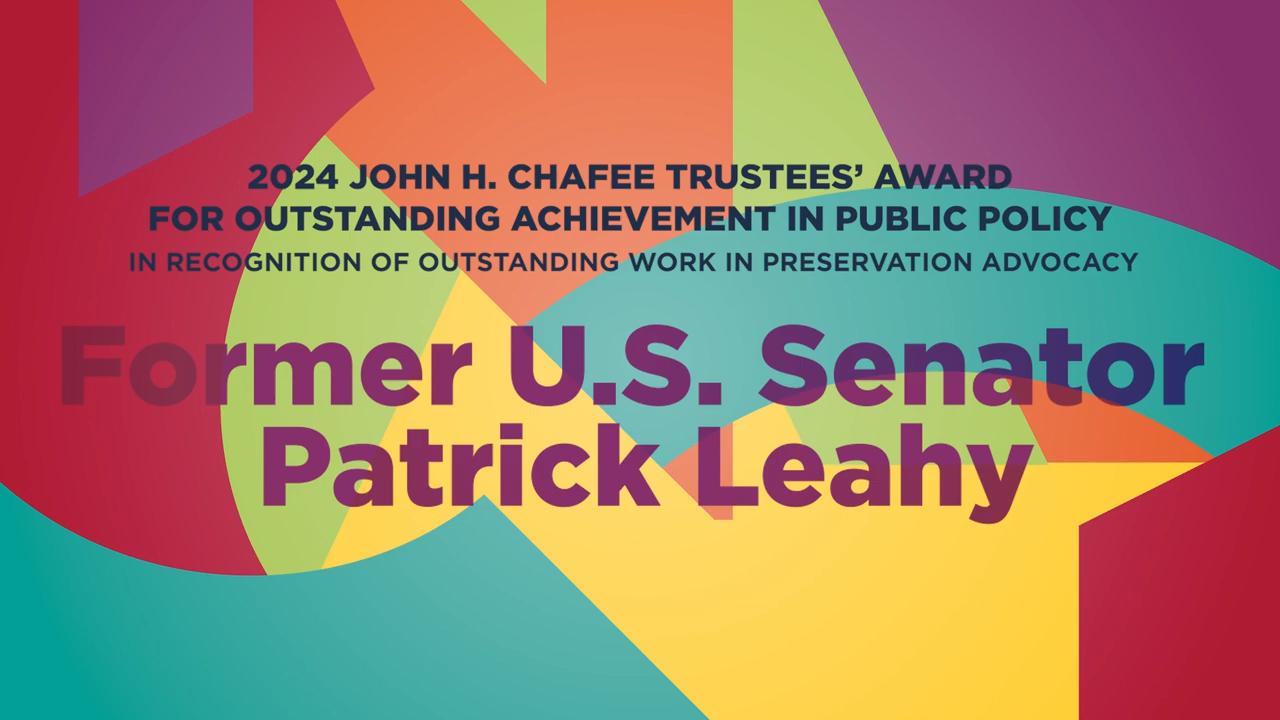 2024 JOHN H. CHAFEE TRUSTEES’ AWARD
FOR OUTSTANDING ACHIEVEMENT IN PUBLIC POLICY
IN RECOGNITION OF OUTSTANDING WORK IN PRESERVATION ADVOCACY
Former U.S. Senator
Patrick Leahy